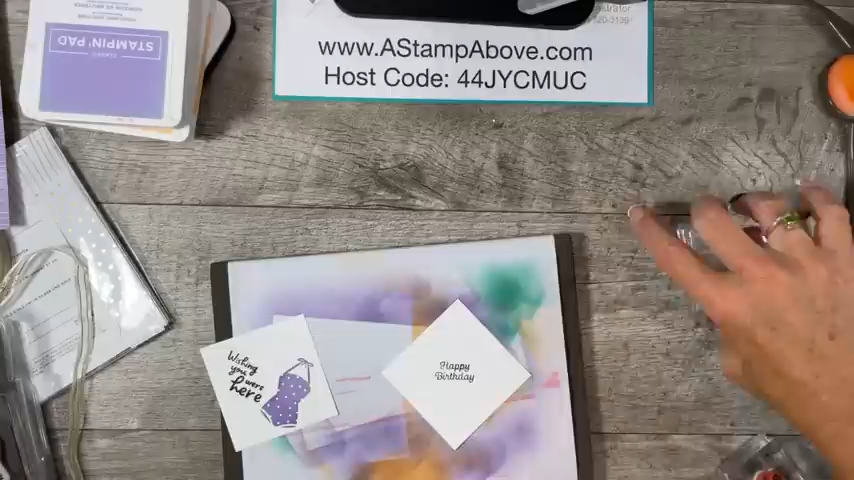 STAMPIN' PAD
www.AStampAbove.com
Host Code: 44JYCMUC
Wishing
you were
here
Happy
Birthday